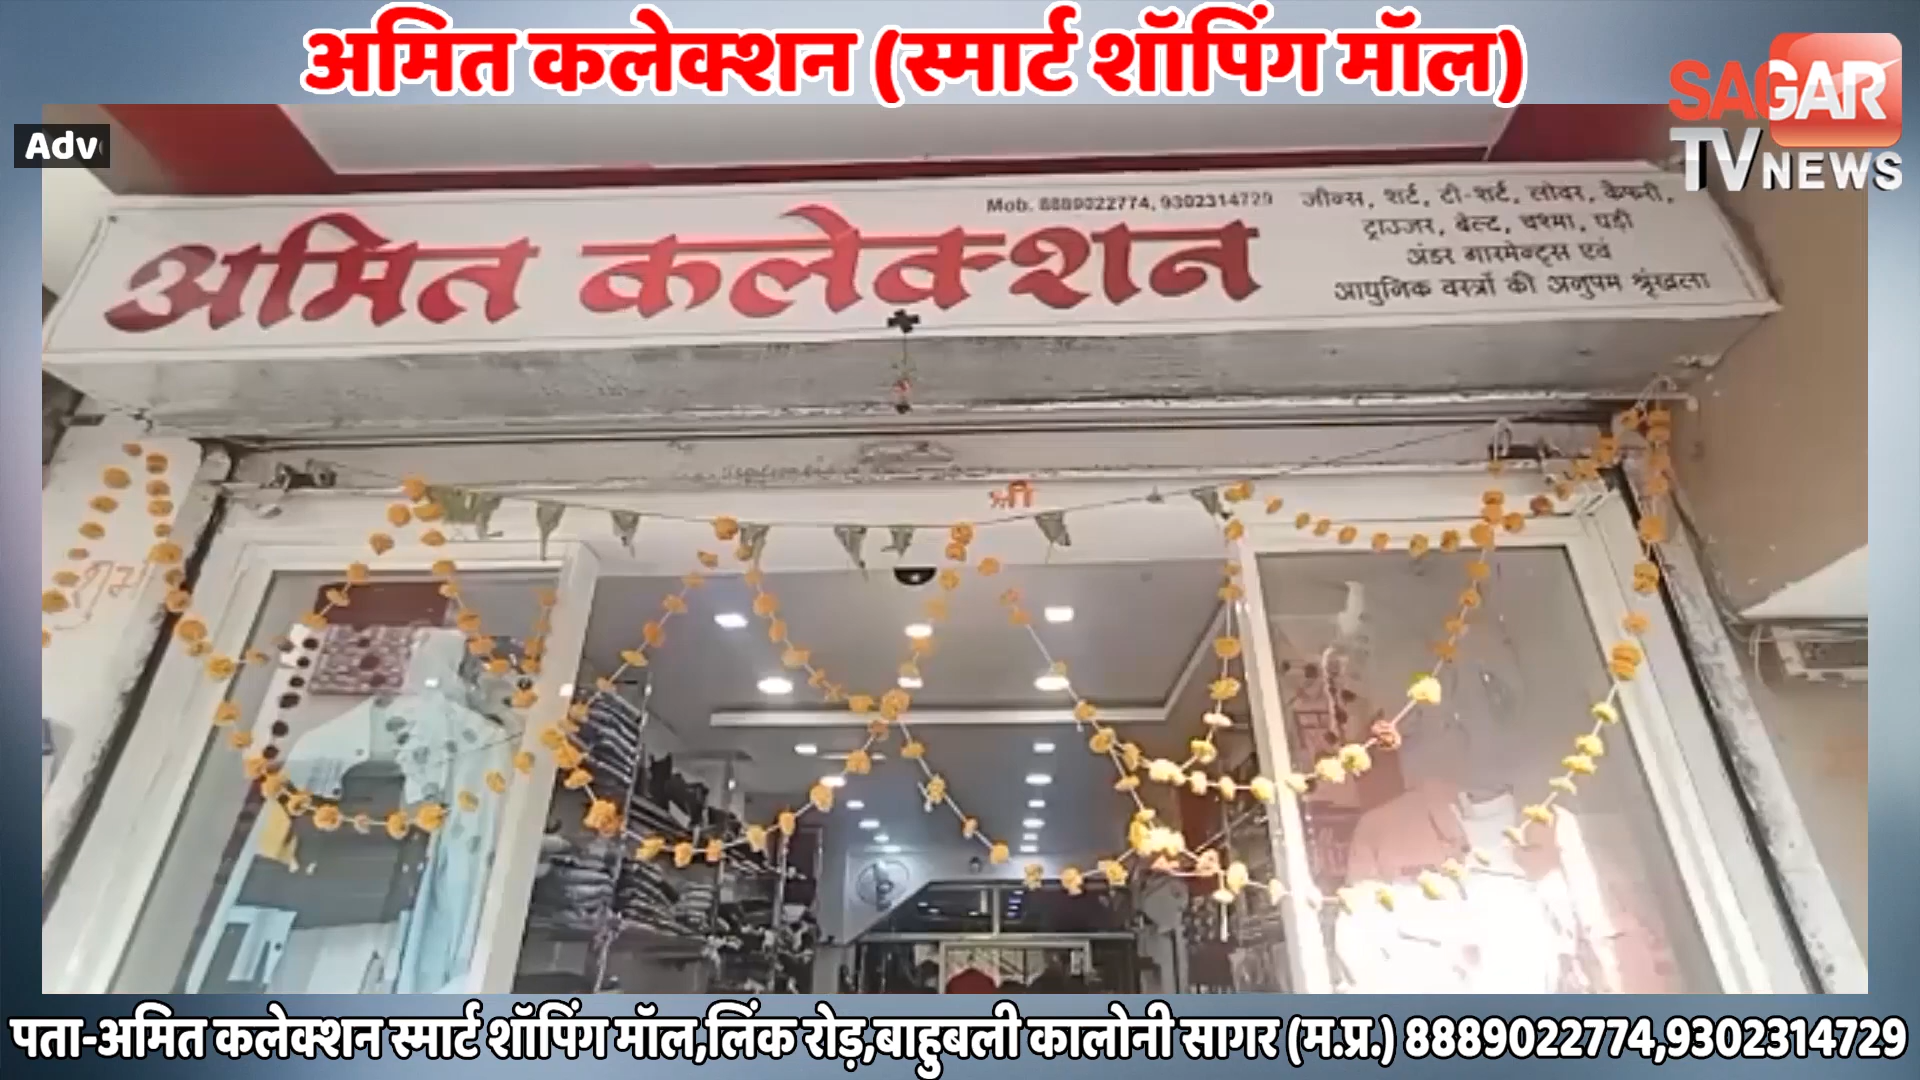 अमित कलेक्शन (स्मार्ट शॉपिंग मॉल)
SAGAR
TV NEWS
Adv
Mob. 8889022774, 9302314729
अमित कलेक्शन
जीन्स, शर्ट, टी-शर्ट, लोवर, कैफरी,
ट्राउजर, बेल्ट, चश्मा, घड़ी
अंडर गारमेन्ट्स एवं
आधुनिक वस्त्रों की अनुपम श्रृंखला
श्री
शुभ
पता-अमित कलेक्शन स्मार्ट शॉपिंग मॉल,लिंक रोड़,बाहुबली कालोनी सागर (म.प्र.) 8889022774,9302314729